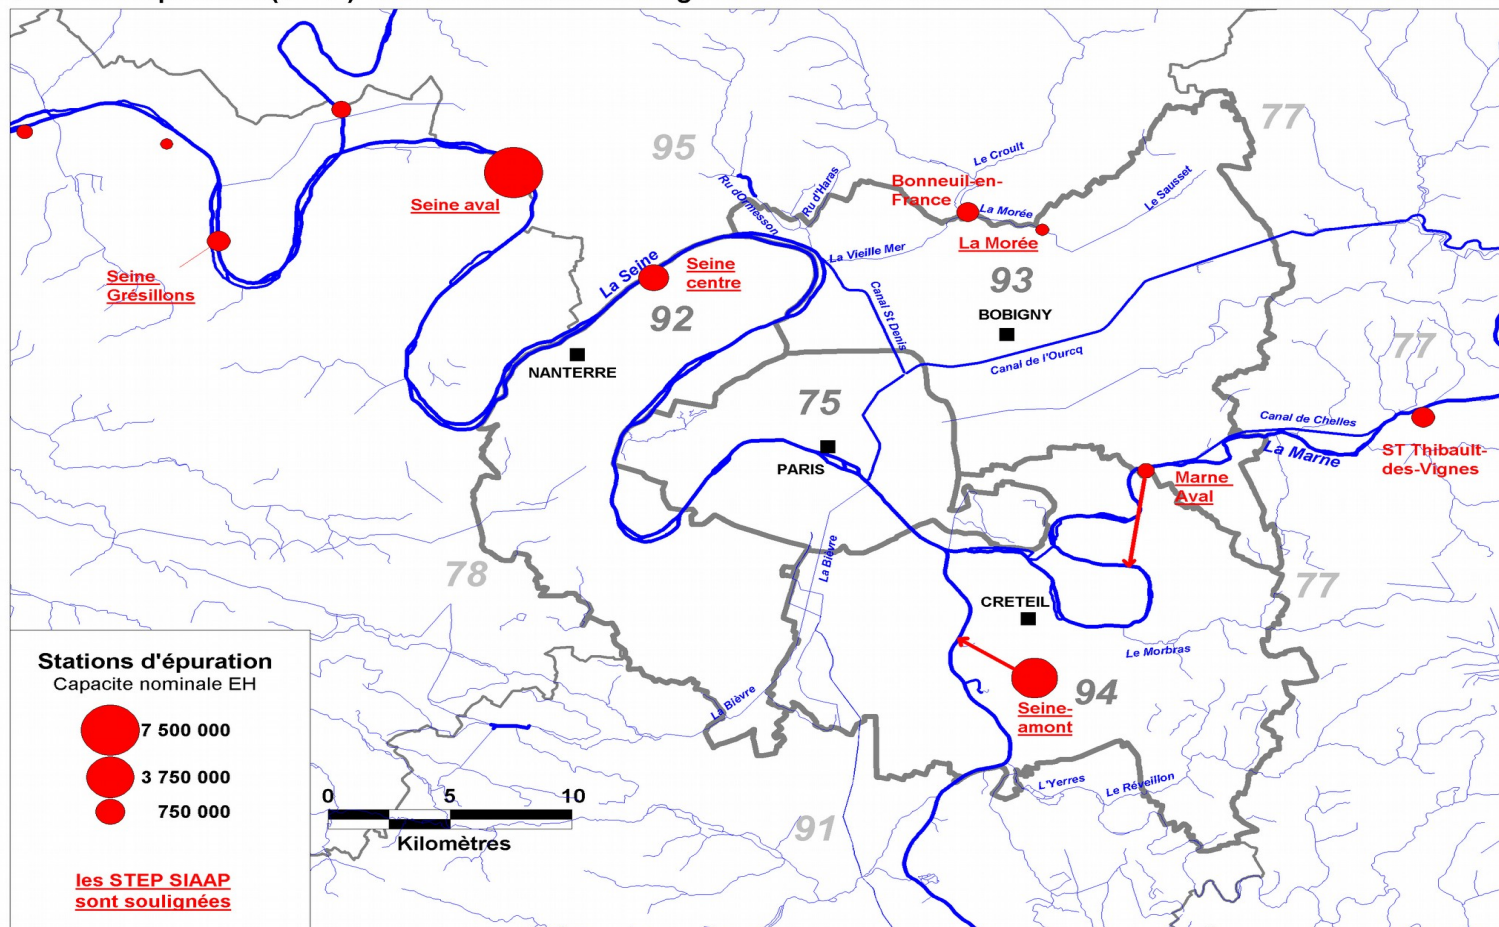 95
77
Le Croult
Bonneuil-en-
France
La Morée
Le Sausset
Ru d'Haras
Ru d'Ormesson
Seine aval
La Morée
La Vieille Mer
La Seine
Seine
centre
Seine
Grésillons
93
92
Canal St Denis
BOBIGNY
77
Canal de l'Ourcq
NANTERRE
75
Canal de Chelles
La Marne
ST Thibault-
des-Vignes
PARIS
Marne
Aval
La Bièvre
78
77
CRETEIL
Le Morbras
94
Seine-
amont
La Bièvre
L'Yerres
Le Réveillon
91
Stations d'épuration
Capacite nominale EH
7 500 000
3 750 000
750 000
les STEP SIAAP
sont soulignées
0 5 10
Kilomètres